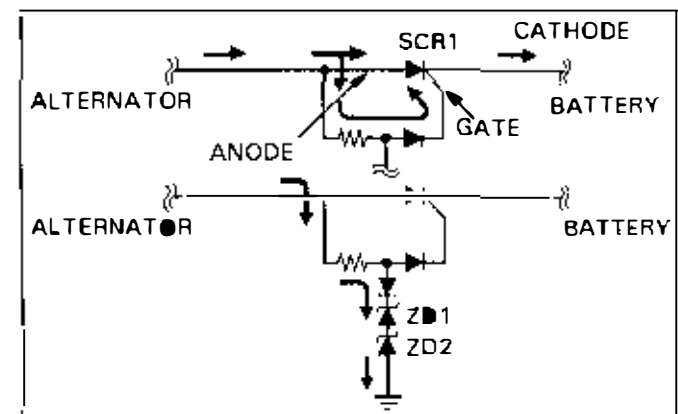 CATHODE
SCR1
ALTERNATOR
BATTERY
GATE
ANODE
ALTERNATOR
BATTERY
ZD1
ZD2